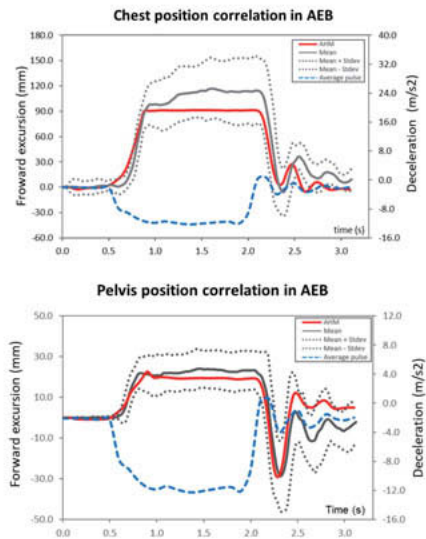 Chest position correlation in AEB
180.0
150.0
120.0
90.0
60.0
30.0
0.0
-30.0
-60.0
Froward excursion (mm)
AHM
Mean
Mean + Stdev
Mean - Stdev
Average pulse
40.0
32.0
24.0
16.0
8.0
0.0
-8.0
-16.0
Deceleration (m/s2)
time (s)
0.0 0.5 1.0 1.5 2.0 2.5 3.0
Pelvis position correlation in AEB
50.0
30.0
10.0
-10.0
-30.0
-50.0
Forward excursion (mm)
AHM
Mean
Mean + Stdev
Mean - Stdev
Average pulse
12.0
8.0
4.0
0.0
-4.0
-8.0
-12.0
-16.0
Deceleration (m/s2)
Time (s)
0.0 0.5 1.0 1.5 2.0 2.5 3.0